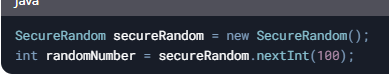 java
SecureRandom secureRandom = new SecureRandom();
int randomNumber = secureRandom.nextInt(100);